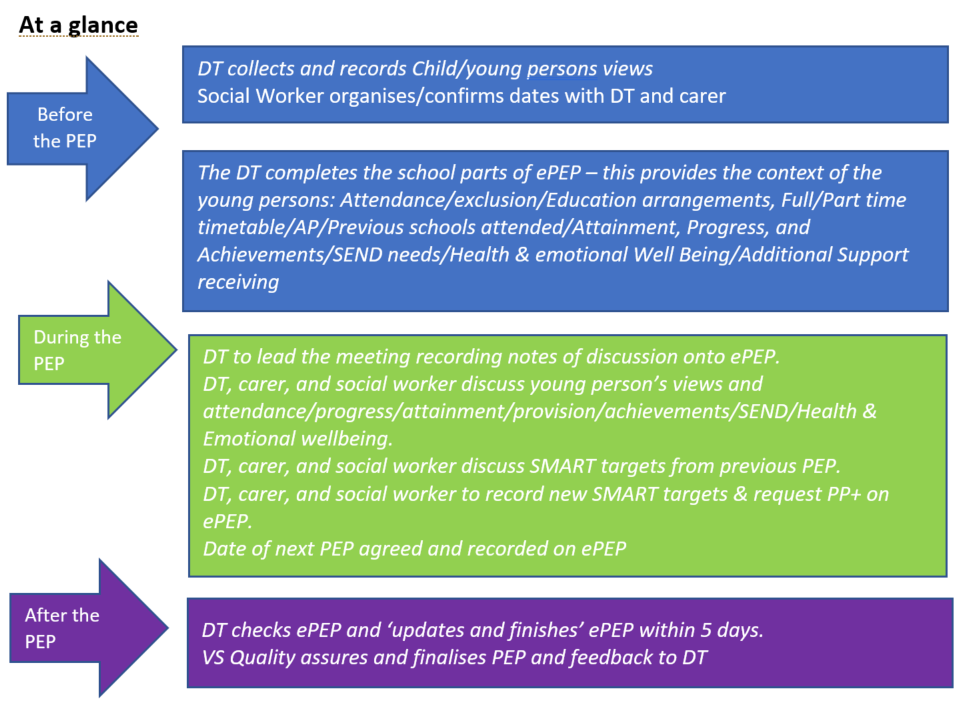 At a glance
Before
the PEP
DT collects and records Child/young persons views
Social Worker organises/confirms dates with DT and carer
The DT completes the school parts of ePEP – this provides the context of the
young persons: Attendance/exclusion/Education arrangements, Full/Part time
timetable/AP/Previous schools attended/Attainment, Progress, and
Achievements/SEND needs/Health & emotional Well Being/Additional Support
receiving
During the
PEP
DT to lead the meeting recording notes of discussion onto ePEP.
DT, carer, and social worker discuss young person’s views and
attendance/progress/attainment/provision/achievements/SEND/Health &
Emotional wellbeing.
DT, carer, and social worker discuss SMART targets from previous PEP.
DT, carer, and social worker to record new SMART targets & request PP+ on
ePEP.
Date of next PEP agreed and recorded on ePEP
After the
PEP
DT checks ePEP and ‘updates and finishes’ ePEP within 5 days.
VS Quality assures and finalises PEP and feedback to DT